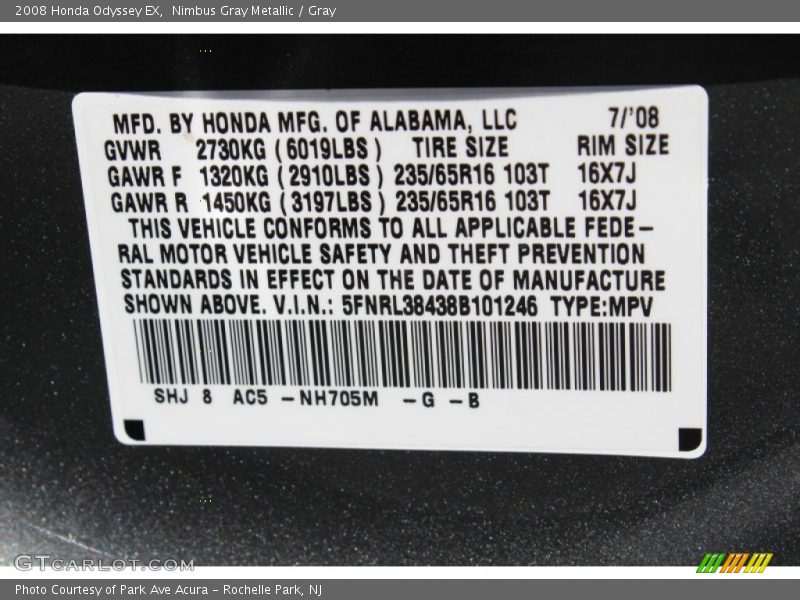 2008 Honda Odyssey EX, Nimbus Gray Metallic / Gray
MFD. BY HONDA MFG. OF ALABAMA, LLC 7/'08
GVWR 2730KG (6019LBS) TIRE SIZE RIM SIZE
GAWR F 1320KG (2910LBS) 235/65R16 103T 16X7J
GAWR R 1450KG (3197LBS) 235/65R16 103T 16X7J
THIS VEHICLE CONFORMS TO ALL APPLICABLE FEDE-
RAL MOTOR VEHICLE SAFETY AND THEFT PREVENTION
STANDARDS IN EFFECT ON THE DATE OF MANUFACTURE
SHOWN ABOVE. V.I.N.: 5FNRL38438B101246 TYPE:MPV
SHJ 8 AC5 -NH705M -G -B
GTCARLOT.COM
Photo Courtesy of Park Ave Acura - Rochelle Park, NJ